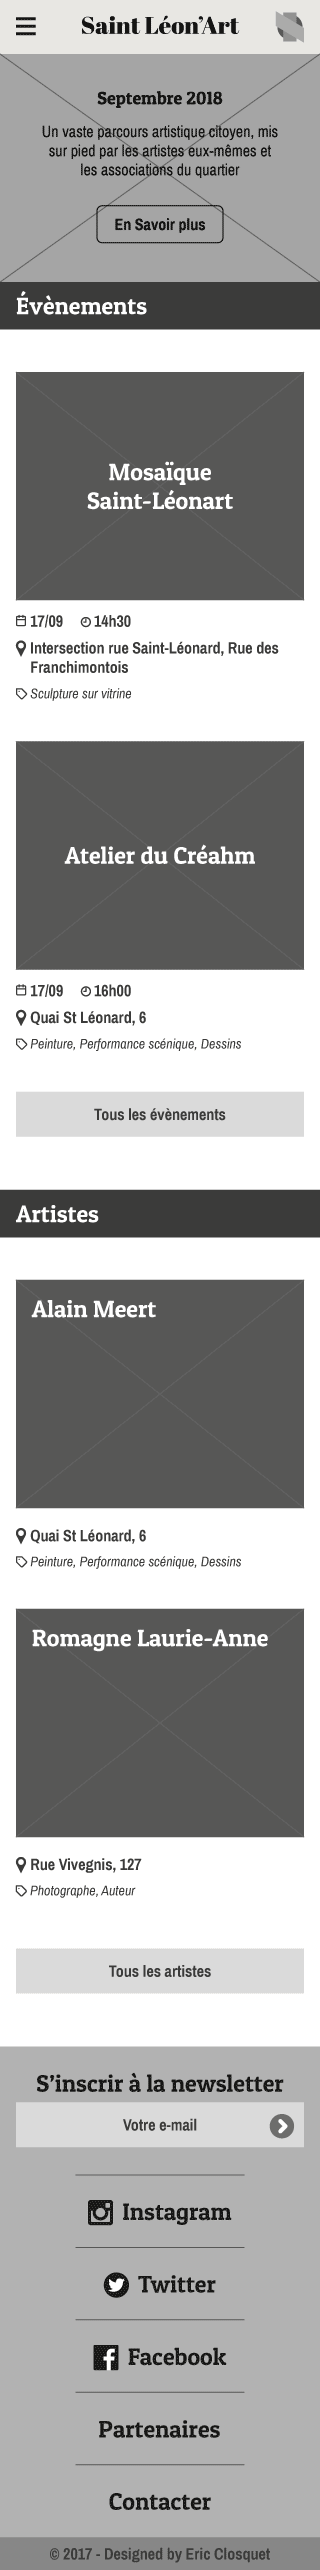 Saint Léon’Art
Septembre 2018
Un vaste parcours artistique citoyen, mis
sur pied par les artistes eux-mêmes et
les associations du quartier
En Savoir plus
Évènements
Mosaïque
Saint-Léonart
17/09 14h30
Intersection rue Saint-Léonard, Rue des
Franchimontois
Sculpture sur vitrine
Atelier du Créahm
17/09 16h00
Quai St Léonard, 6
Peinture, Performance scénique, Dessins
Tous les évènements
Artistes
Alain Meert
Quai St Léonard, 6
Peinture, Performance scénique, Dessins
Romagne Laurie-Anne
Rue Vivegnis, 127
Photographe, Auteur
Tous les artistes
S’inscrir à la newsletter
Votre e-mail
Instagram
Twitter
Facebook
Partenaires
Contacter
© 2017 - Designed by Eric Closquet